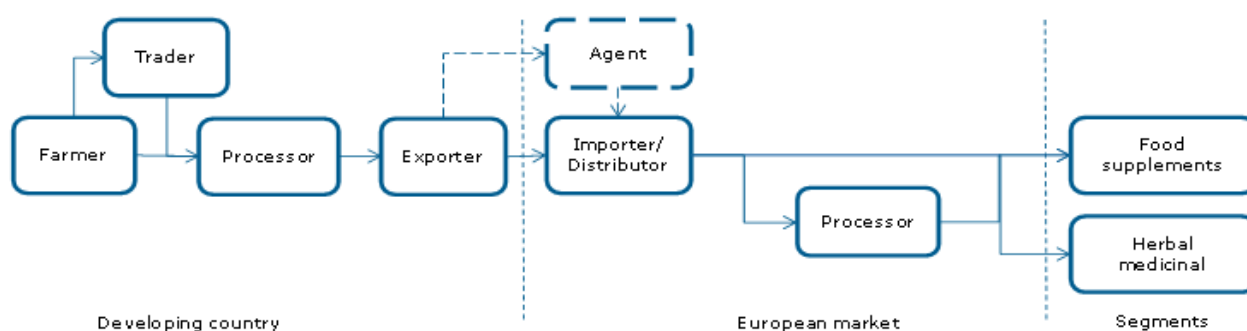 Trader
Agent
Farmer
Processor
Exporter
Importer/
Distributor
Food
supplements
Processor
Herbal
medicinal
Developing country
European market
Segments